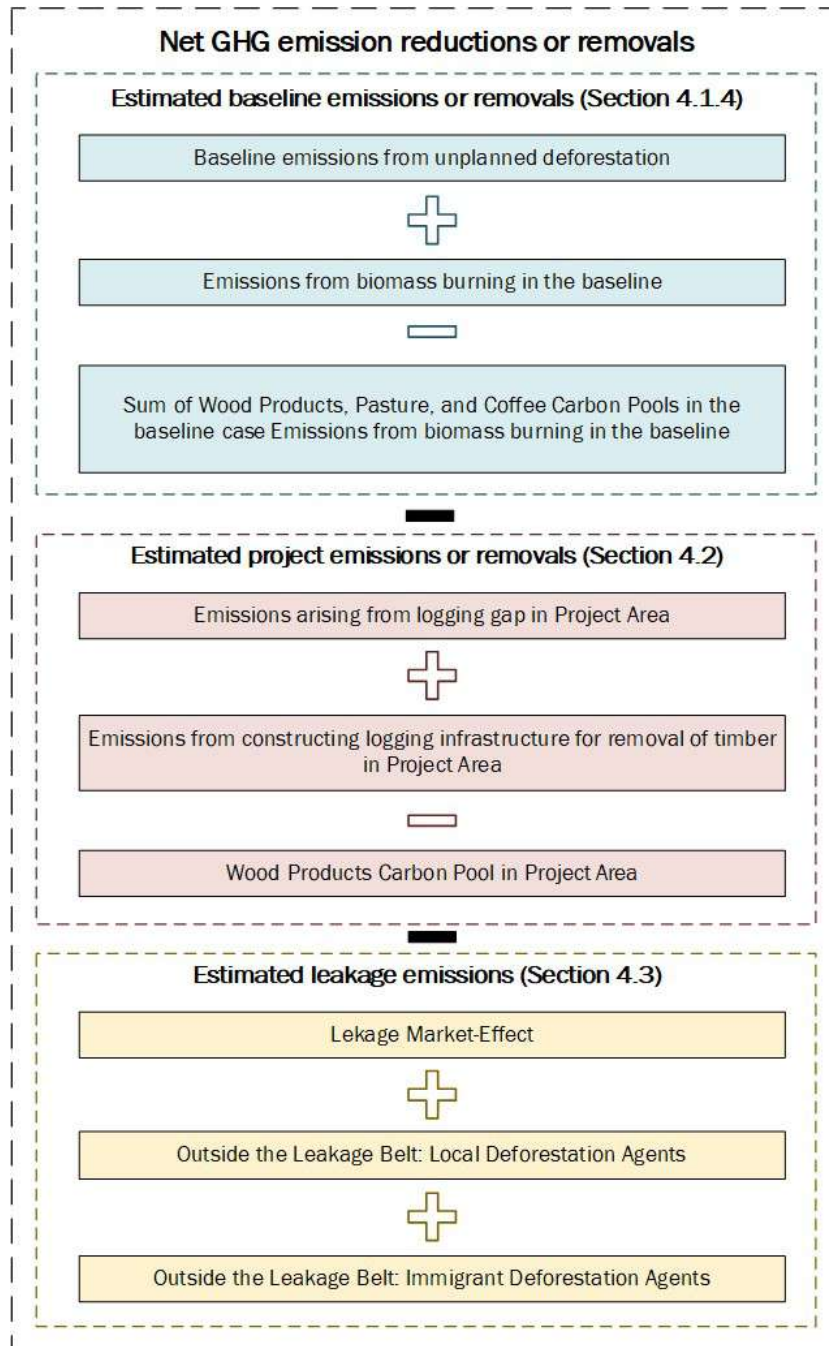 Net GHG emission reductions or removals
Estimated baseline emissions or removals (Section 4.1.4)
Baseline emissions from unplanned deforestation
Emissions from biomass burning in the baseline
Sum of Wood Products, Pasture, and Coffee Carbon Pools in the
baseline case Emissions from biomass burning in the baseline
Estimated project emissions or removals (Section 4.2)
Emissions arising from logging gap in Project Area
Emissions from constructing logging infrastructure for removal of timber
in Project Area
Wood Products Carbon Pool in Project Area
Estimated leakage emissions (Section 4.3)
Lekage Market-Effect
Outside the Leakage Belt: Local Deforestation Agents
Outside the Leakage Belt: Immigrant Deforestation Agents